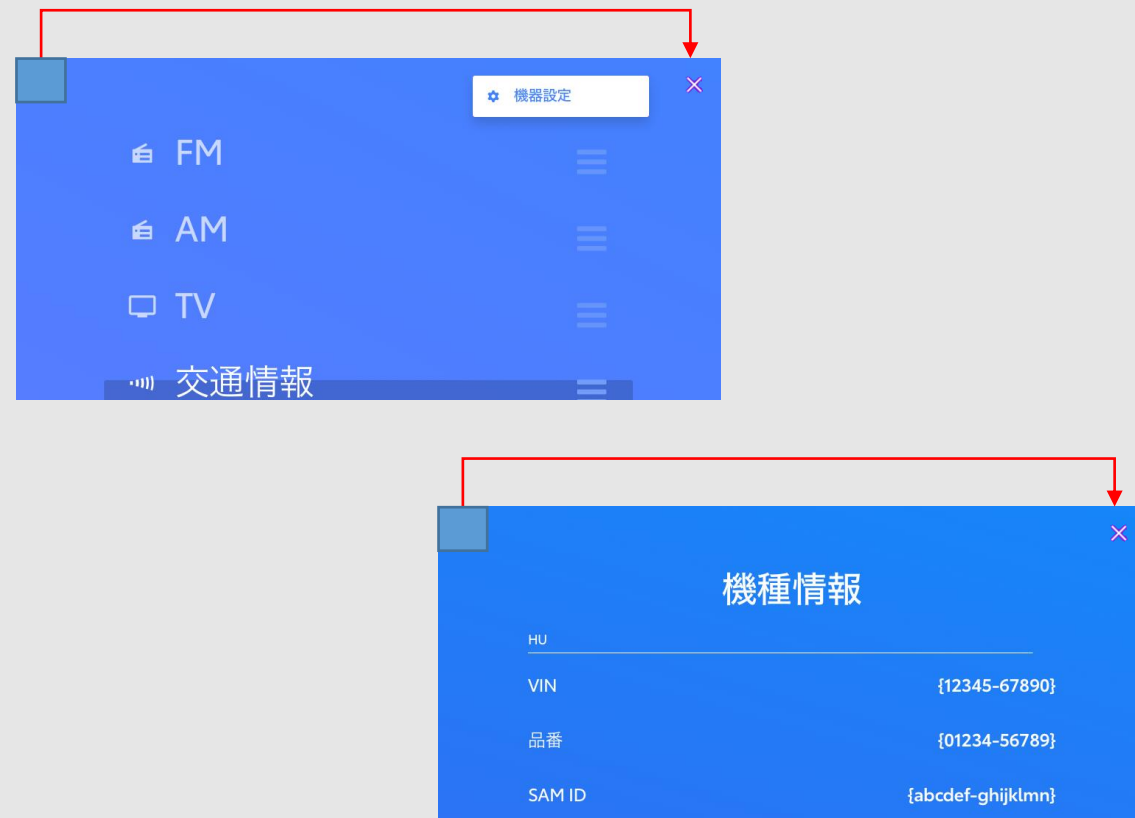 機器設定
FM
AM
TV
交通情報
機種情報
HU
VIN {12345-67890}
品番 {01234-56789}
SAM ID {abcdef-ghijklmn}